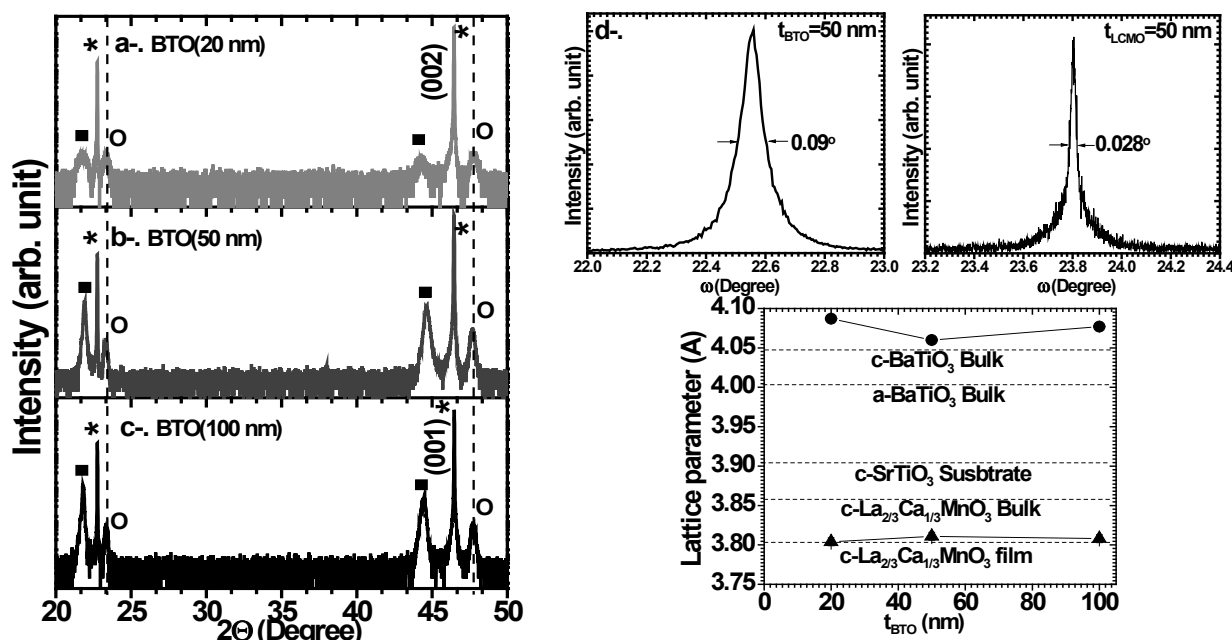 a-. BTO(20 nm)
(002)
* *
■ O ■ O
b-. BTO(50 nm)
* *
■ O ■ O
c-. BTO(100 nm)
(001)
* *
■ O ■ O
Intensity (arb. unit)
20 25 30 35 40 45 50
2Θ (Degree)
d-.
tBTO=50 nm
0.09o
Intensity (arb. unit)
22.0 22.2 22.4 22.6 22.8 23.0
ω(Degree)
tLCMO=50 nm
0.028o
Intensity (arb. unit)
23.2 23.4 23.6 23.8 24.0 24.2 24.4
ω(Degree)
Lattice parameter (A)
4.10
4.05
4.00
3.95
3.90
3.85
3.80
3.75
c-BaTiO3 Bulk
a-BaTiO3 Bulk
c-SrTiO3 Susbtrate
c-La2/3Ca1/3MnO3 Bulk
c-La2/3Ca1/3MnO3 film
0 20 40 60 80 100
tBTO (nm)